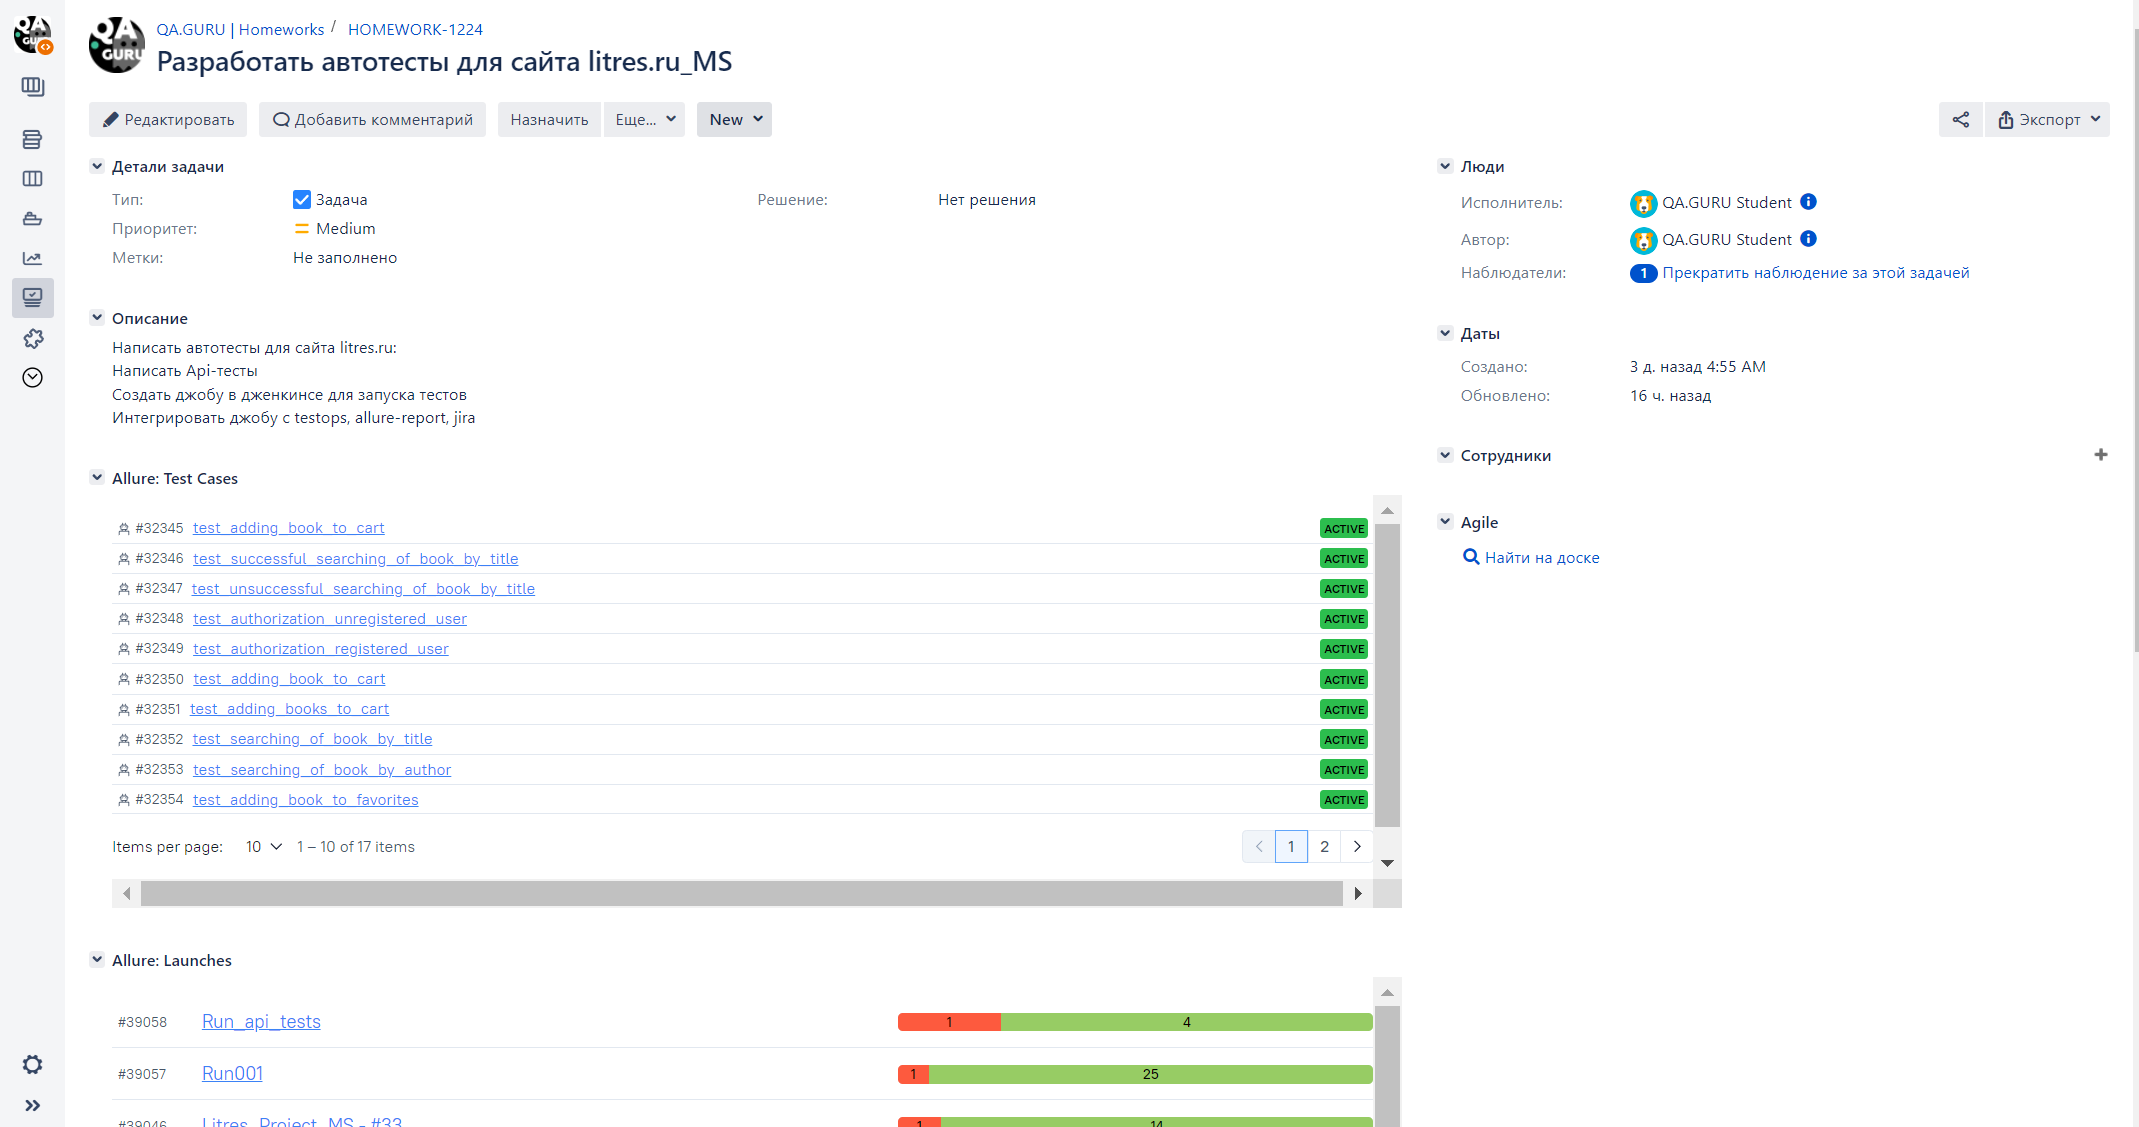 QA.GURU | Homeworks / HOMEWORK-1224
Разработать автотесты для сайта litres.ru_MS
Редактировать Добавить комментарий Назначить Еще... New Экспорт
Детали задачи
Тип: Задача Решение: Нет решения
Приоритет: Medium
Метки: Не заполнено
Описание
Написать автотесты для сайта litres.ru:
Написать Api-тесты
Создать джобу в дженкинсе для запуска тестов
Интегрировать джобу с testops, allure-report, jira
Allure: Test Cases
#32345 test_adding_book_to_cart ACTIVE
#32346 test_successful_searching_of_book_by_title ACTIVE
#32347 test_unsuccessful_searching_of_book_by_title ACTIVE
#32348 test_authorization_unregistered_user ACTIVE
#32349 test_authorization_registered_user ACTIVE
#32350 test_adding_book_to_cart ACTIVE
#32351 test_adding_books_to_cart ACTIVE
#32352 test_searching_of_book_by_title ACTIVE
#32353 test_searching_of_book_by_author ACTIVE
#32354 test_adding_book_to_favorites ACTIVE
Items per page: 10 1 – 10 of 17 items 1 2
Allure: Launches
#39058 Run_api_tests 1 4
#39057 Run001 1 25
#39046 Litres_Project_MS - #33 1 14
Люди
Исполнитель: QA.GURU Student
Автор: QA.GURU Student
Наблюдатели: 1 Прекратить наблюдение за этой задачей
Даты
Создано: 3 д. назад 4:55 AM
Обновлено: 16 ч. назад
Сотрудники
Agile
Найти на доске
QA
GURU